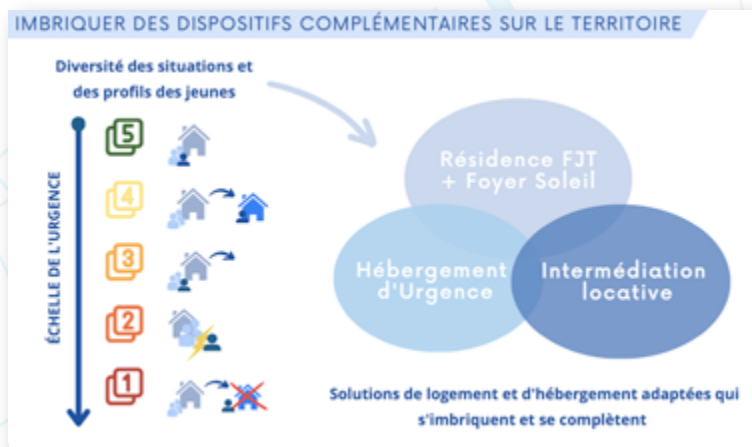 IMBRIQUER DES DISPOSITIFS COMPLÉMENTAIRES SUR LE TERRITOIRE
Diversité des situations et
des profils des jeunes
ÉCHELLE DE L'URGENCE
5
4
3
2
1
Résidence FJT
+ Foyer Soleil
Hébergement
d'Urgence
Intermédiation
locative
Solutions de logement et d'hébergement adaptées qui
s'imbriquent et se complètent